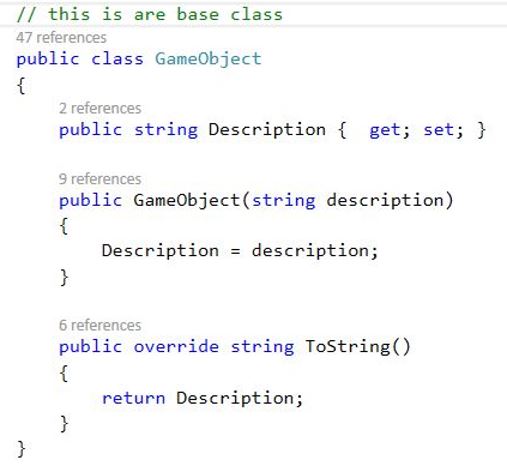 // this is are base class
47 references
public class GameObject
{
2 references
public string Description {  get; set; }
9 references
public GameObject(string description)
{
Description = description;
}
6 references
public override string ToString()
{
return Description;
}
}